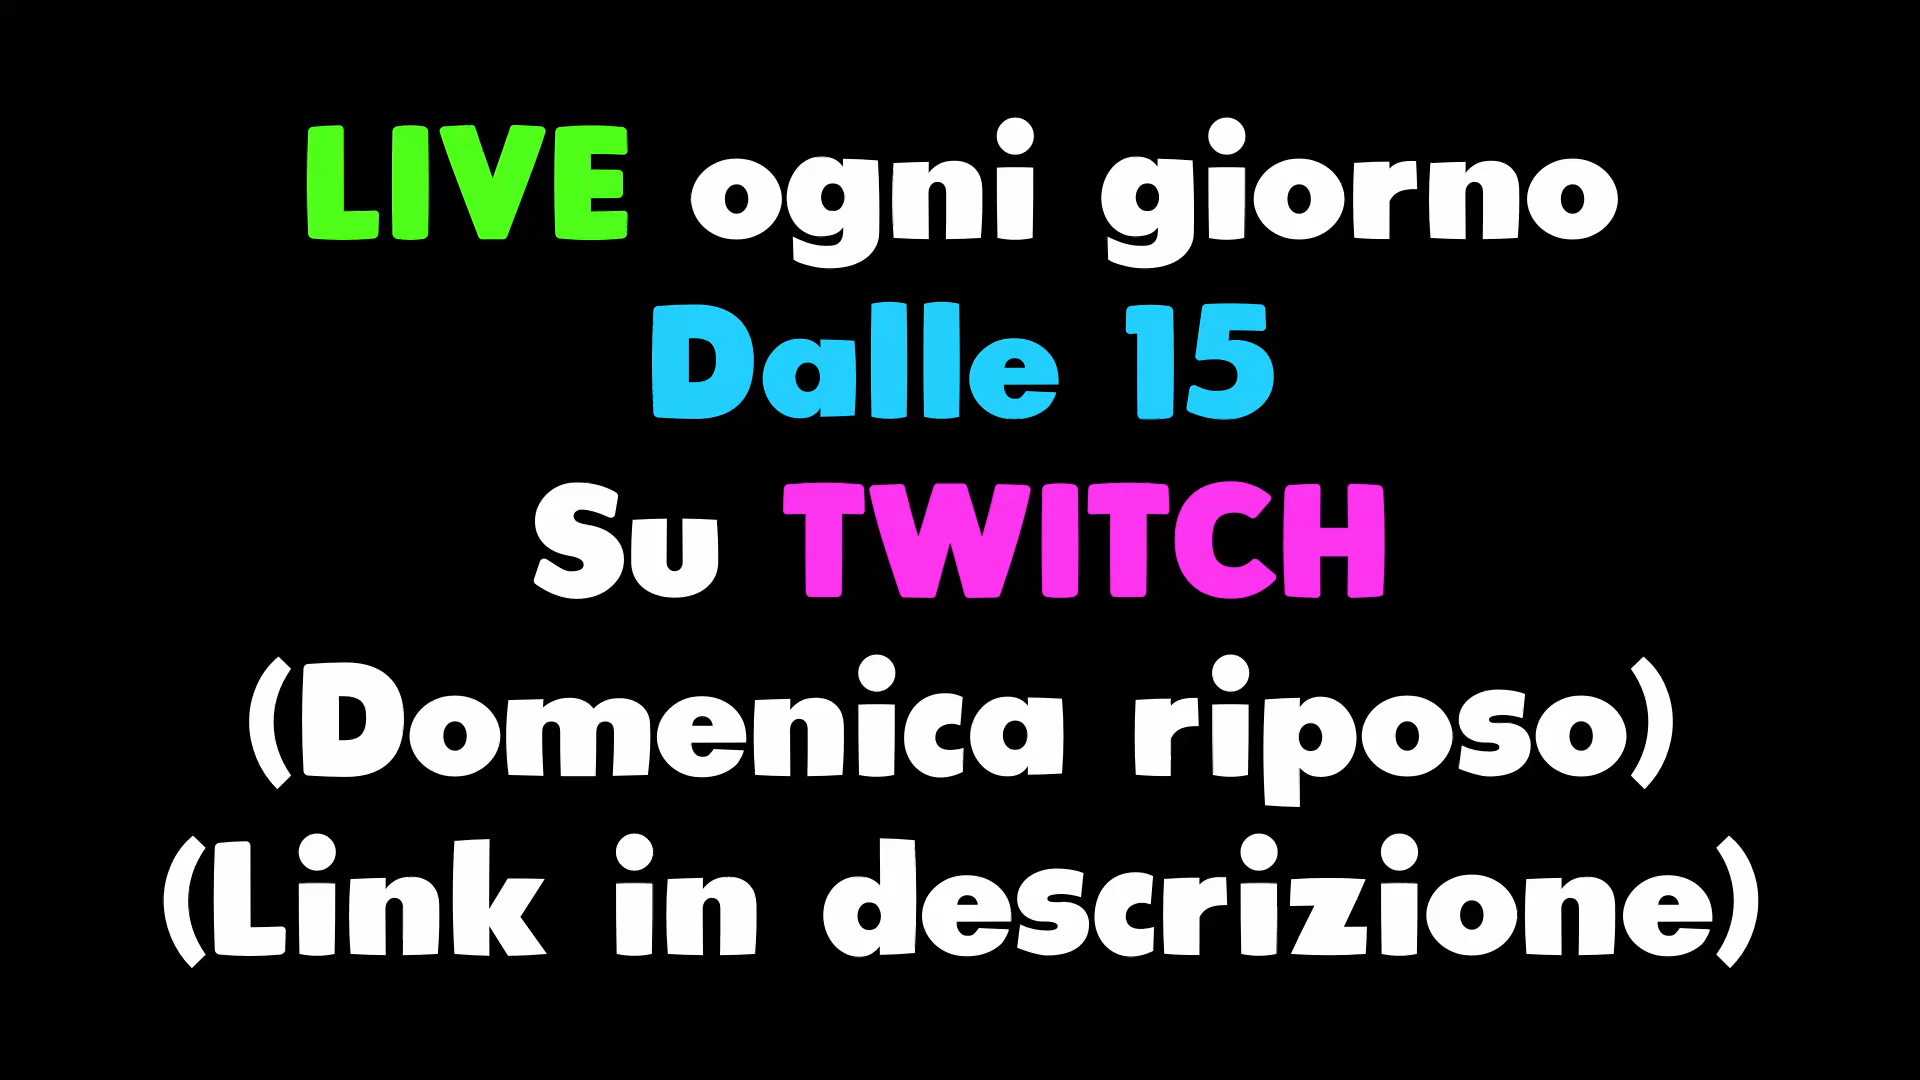 LIVE ogni giorno
Dalle 15
Su TWITCH
(Domenica riposo)
(Link in descrizione)